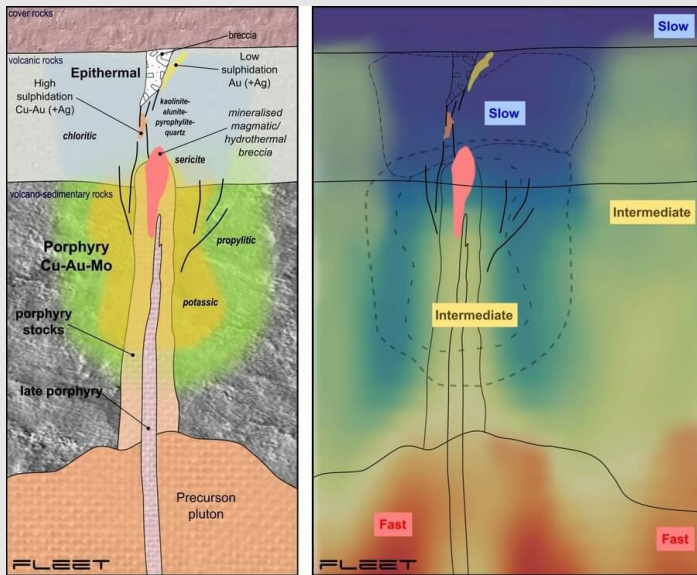 cover rocks
breccia
volcanic rocks
Epithermal
Low
sulphidation
Au (+Ag)
High
sulphidation
Cu-Au (+Ag)
kaolinite-
alunite-
pyrophylite-
quartz
mineralised
magmatic/
hydrothermal
breccia
chloritic
sericite
volcano-sedimentary rocks
Porphyry
Cu-Au-Mo
propylitic
potassic
porphyry
stocks
late porphyry
Precurson
pluton
FLEET
Slow
Slow
Intermediate
Intermediate
Fast
Fast
FLEET